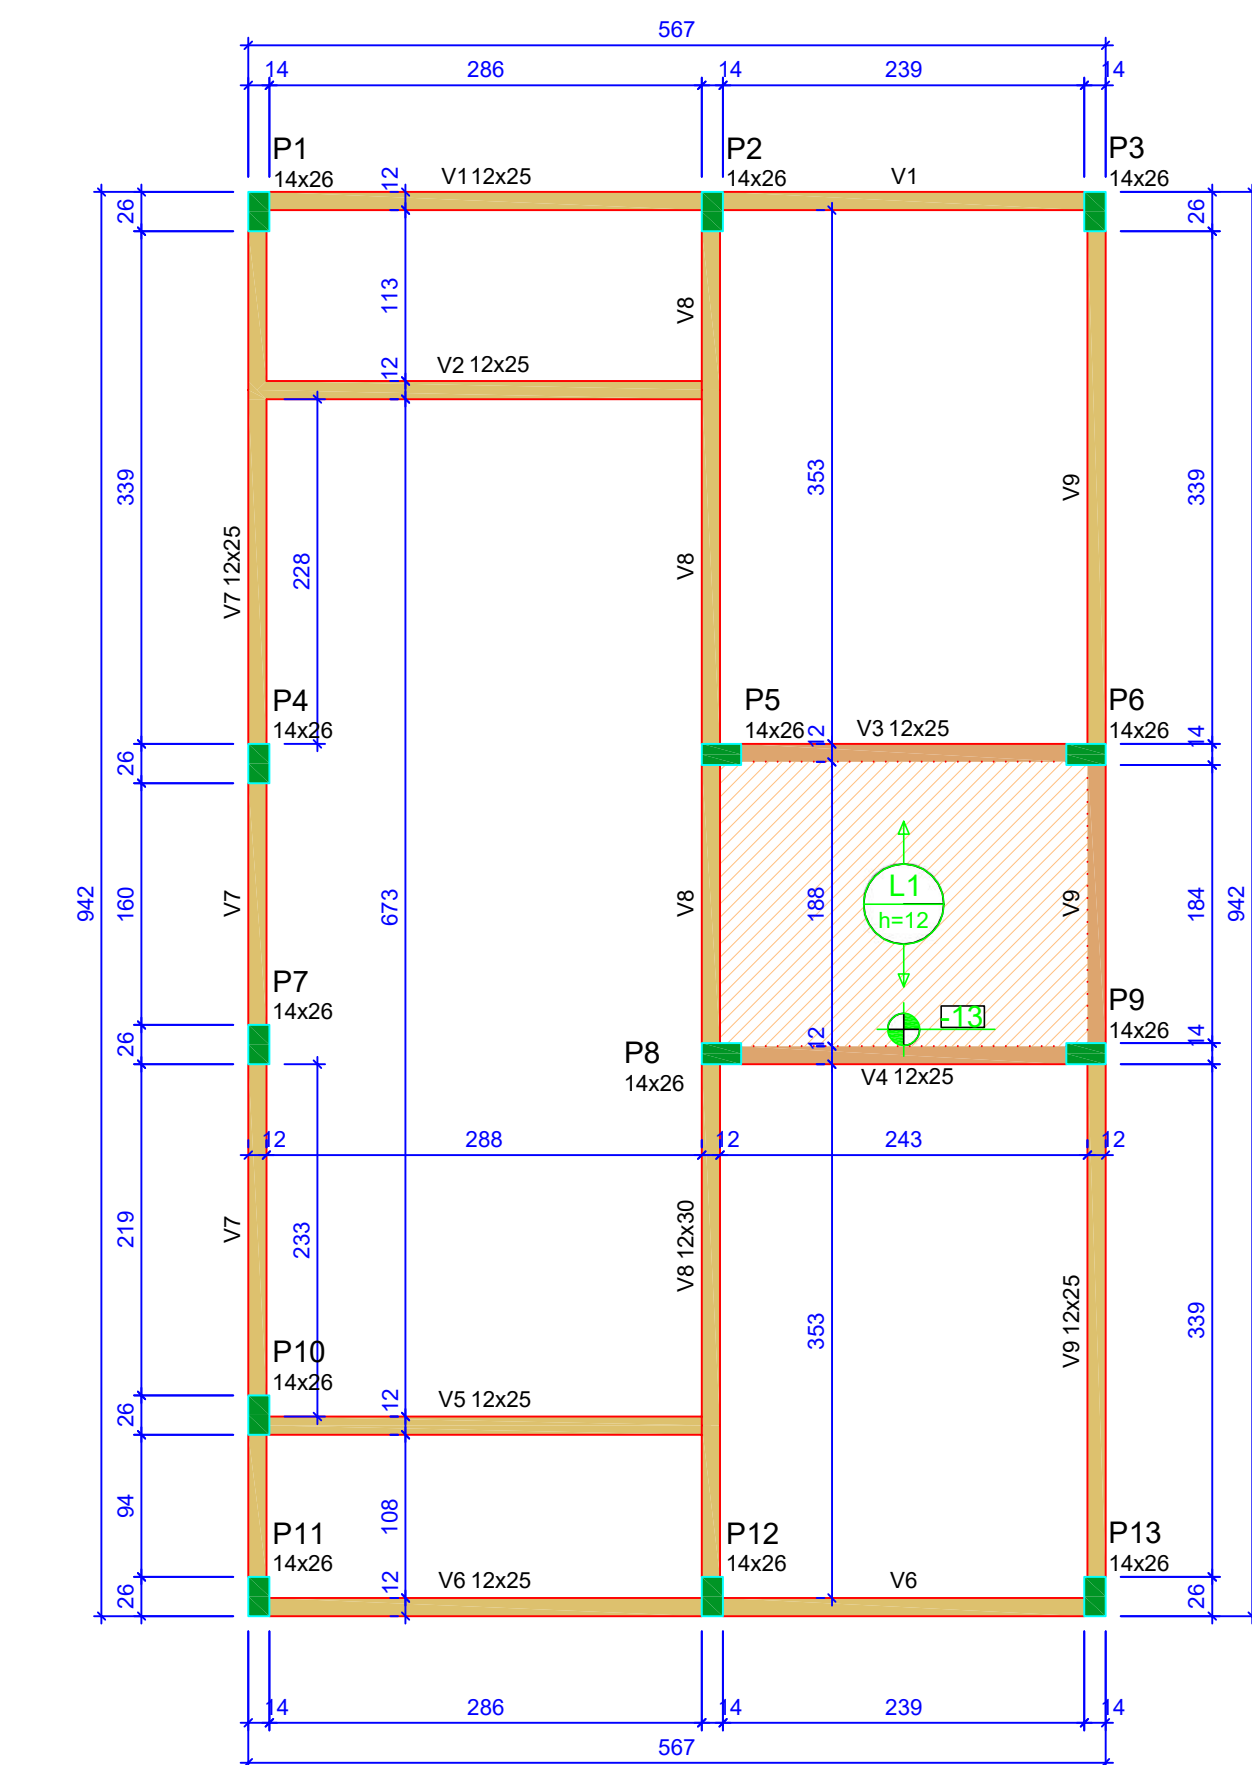 567
14 286 14 239 14
P1 P2 P3
14x26 12 V1 12x25 14x26 V1 14x26
26 26
113 V8
12 V2 12x25
339 V7 12x25 228 V8 353 V9 339
P4 P5 P6
14x26 14x26 12 V3 12x25 14x26 14
26
L1
942 160 V7 673 V8 188 h=12 V9 184 942
P7 P9
14x26 -13 14x26
26 P8 12 14
14x26 V4 12x25
12 288 12 243 12
219 V7 233 V8 12x30 353 V9 12x25 339
P10
14x26
26 12 V5 12x25
94 108
P11 P12 P13
14x26 14x26 14x26
26 12 V6 12x25 V6 26
14 286 14 239 14
567